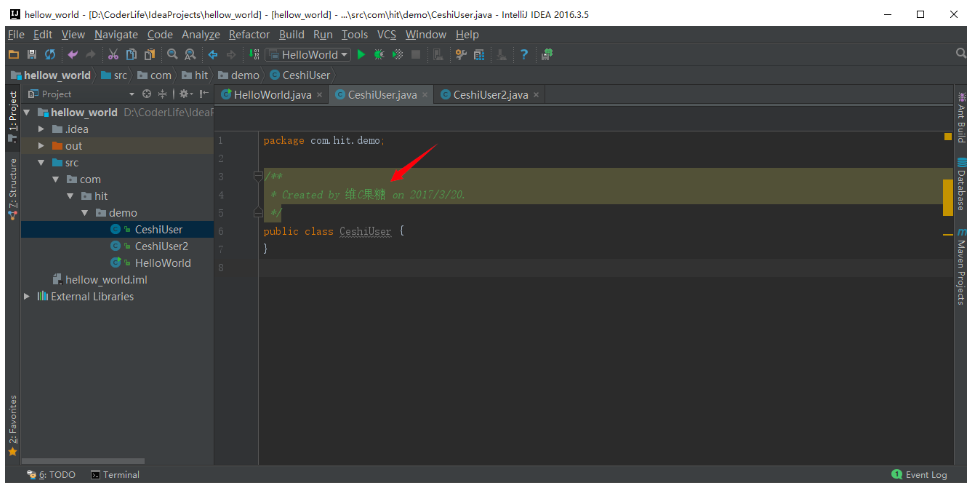 hellow_world - [D:\CoderLife\IdeaProjects\hellow_world] - [hellow_world] - ...\src\com\hit\demo\CeshiUser.java - IntelliJ IDEA 2016.3.5
File Edit View Navigate Code Analyze Refactor Build Run Tools VCS Window Help
HelloWorld
hellow_world src com hit demo CeshiUser
Project
HelloWorld.java CeshiUser.java CeshiUser2.java
1: Project
7: Structure
2: Favorites
hellow_world D:\CoderLife\IdeaP
.idea
out
src
com
hit
demo
CeshiUser
CeshiUser2
HelloWorld
hellow_world.iml
External Libraries
1 package com.hit.demo;
2
3 /**
4 * Created by 维C果糖 on 2017/3/20.
5 */
6 public class CeshiUser {
7 }
8
Ant Build
Database
Maven Projects
6: TODO Terminal
1 Event Log